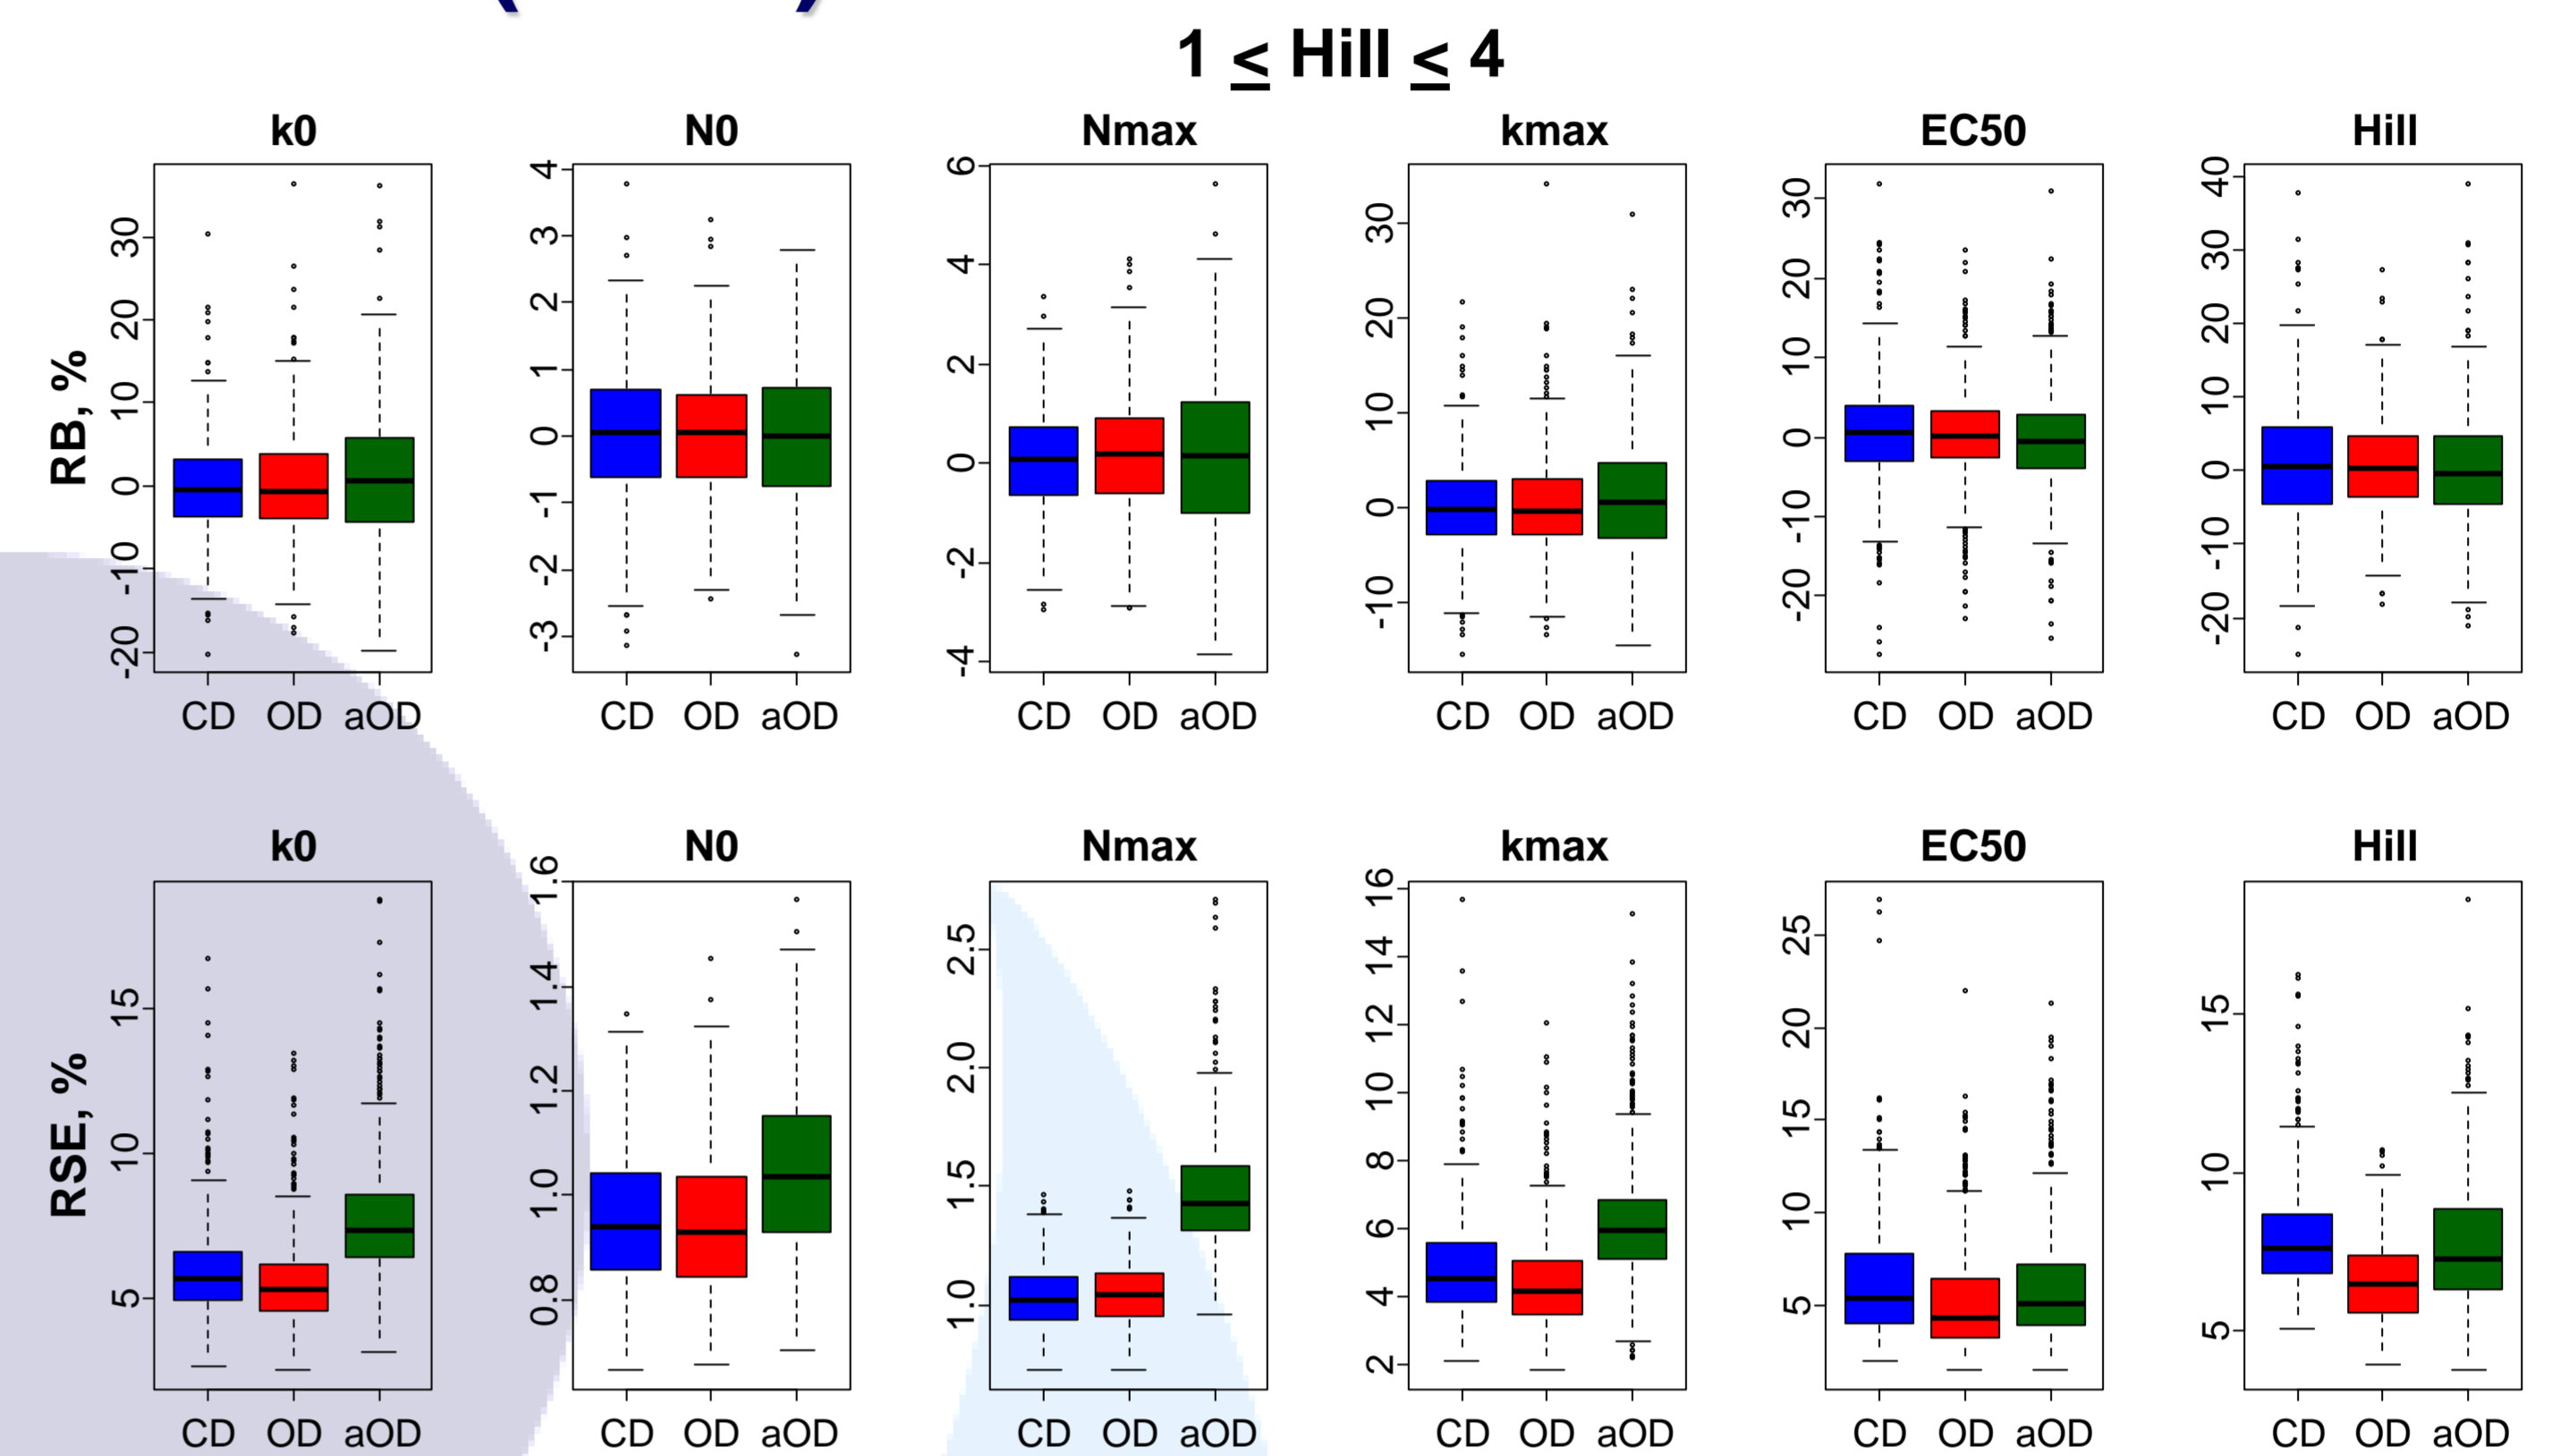 1 ≤ Hill ≤ 4
k0 N0 Nmax kmax EC50 Hill
RB, %
30 20 10 0 -10 -20
4 3 2 1 0 -1 -2 -3
6 4 2 0 -2 -4
30 20 10 0 -10
30 20 10 0 -10 -20
40 30 20 10 0 -10 -20
CD OD aOD CD OD aOD CD OD aOD CD OD aOD CD OD aOD CD OD aOD
k0 N0 Nmax kmax EC50 Hill
RSE, %
15 10 5
1.6 1.4 1.2 1.0 0.8
2.5 2.0 1.5 1.0
16 14 12 10 8 6 4 2
25 20 15 10 5
15 10 5
CD OD aOD CD OD aOD CD OD aOD CD OD aOD CD OD aOD CD OD aOD